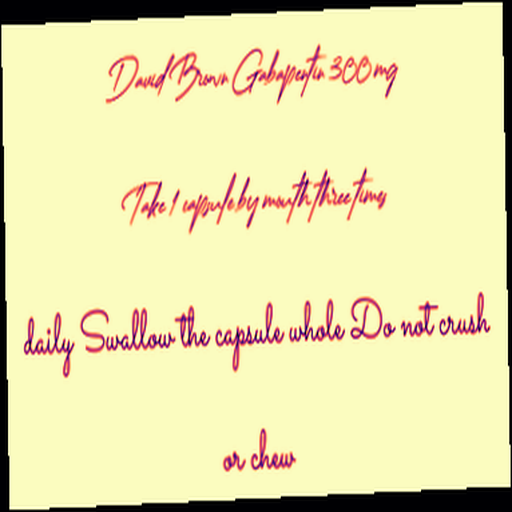 David Brown Gabapentin 300 mg
Take 1 capsule by mouth three times
daily Swallow the capsule whole Do not crush
or chew